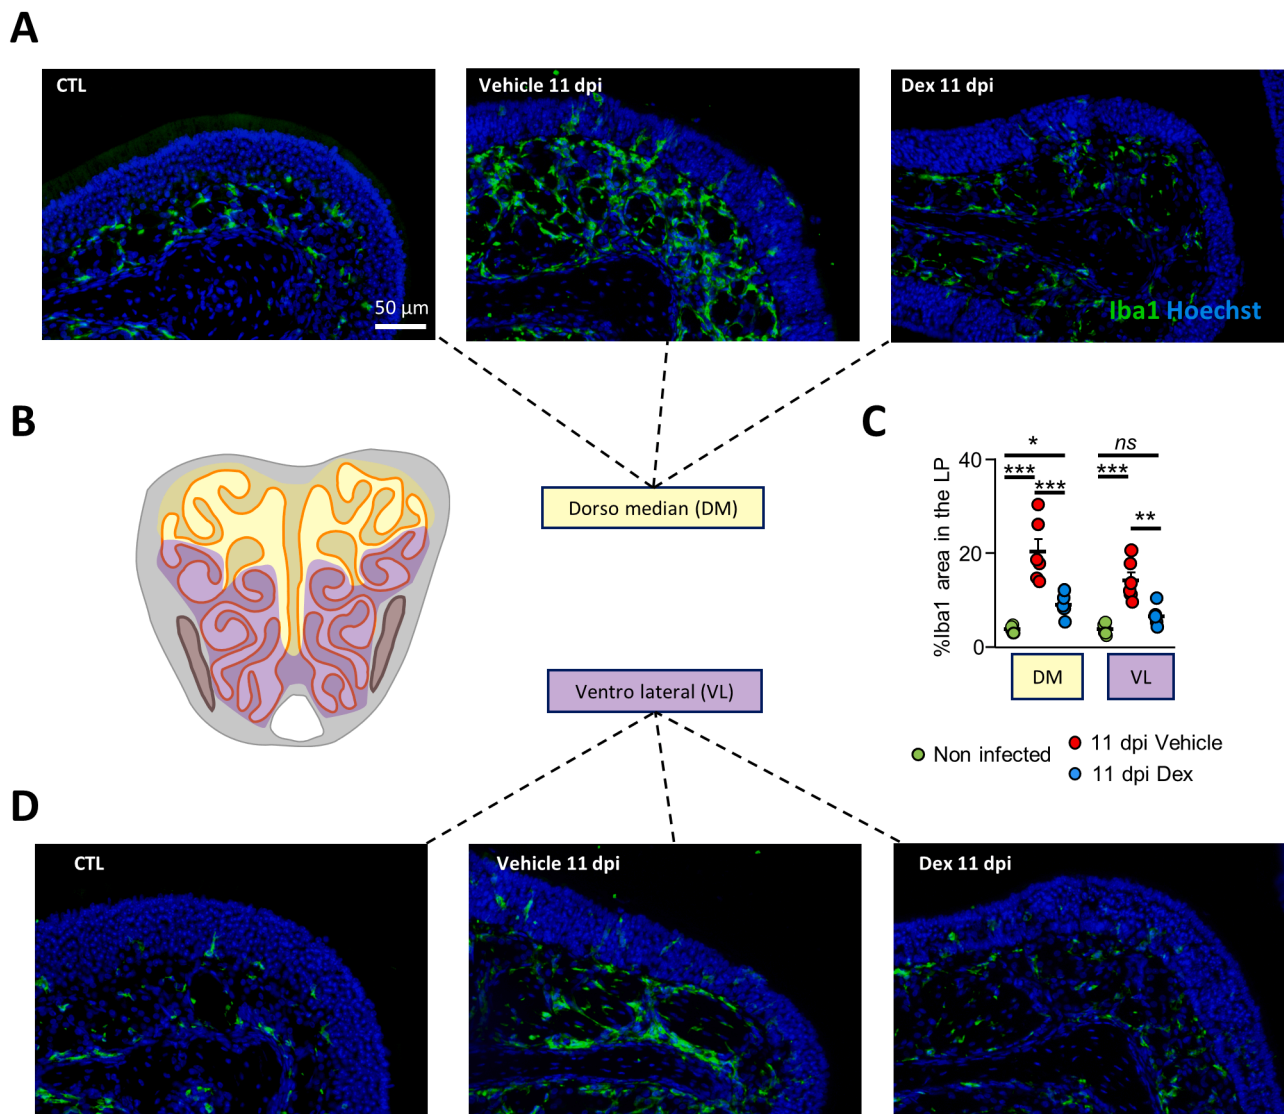 A
CTL
Vehicle 11 dpi
Dex 11 dpi
50 µm
Iba1 Hoechst
B
Dorso median (DM)
Ventro lateral (VL)
C
%Iba1 area in the LP
40
20
0
*
***
***
ns
***
**
DM
VL
Non infected
11 dpi Vehicle
11 dpi Dex
D
CTL
Vehicle 11 dpi
Dex 11 dpi